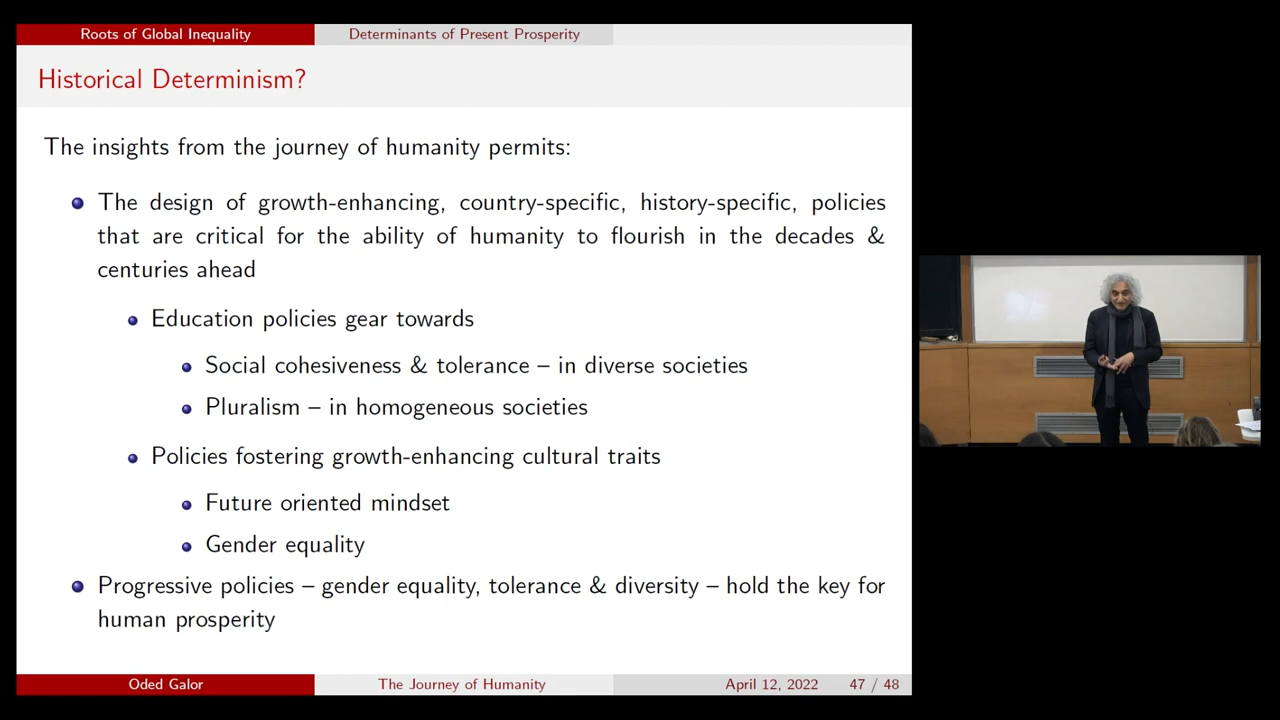 Roots of Global Inequality
Determinants of Present Prosperity
Historical Determinism?
The insights from the journey of humanity permits:
The design of growth-enhancing, country-specific, history-specific, policies
that are critical for the ability of humanity to flourish in the decades &
centuries ahead
Education policies gear towards
Social cohesiveness & tolerance – in diverse societies
Pluralism – in homogeneous societies
Policies fostering growth-enhancing cultural traits
Future oriented mindset
Gender equality
Progressive policies – gender equality, tolerance & diversity – hold the key for
human prosperity
Oded Galor
The Journey of Humanity
April 12, 2022
47 / 48